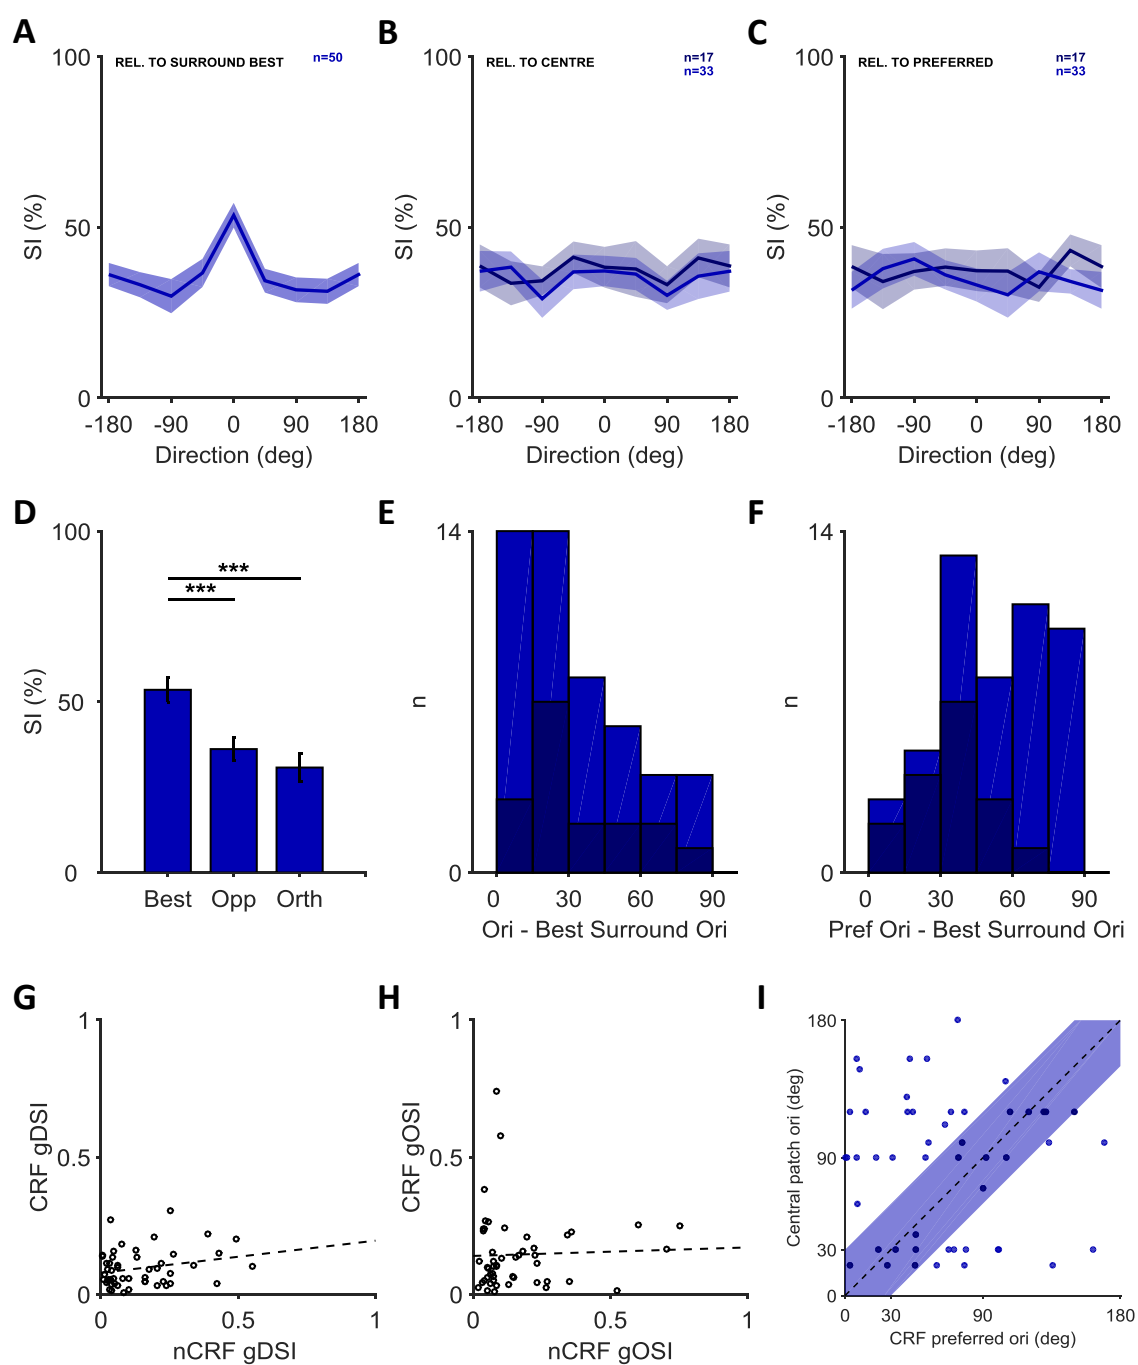 A
100
REL. TO SURROUND BEST
n=50
SI (%)
50
0
-180 -90 0 90 180
Direction (deg)
B
100
REL. TO CENTRE
n=17
n=33
SI (%)
50
0
-180 -90 0 90 180
Direction (deg)
C
100
REL. TO PREFERRED
n=17
n=33
SI (%)
50
0
-180 -90 0 90 180
Direction (deg)
D
100
***
***
SI (%)
50
0
Best Opp Orth
E
14
n
0
0 30 60 90
Ori - Best Surround Ori
F
14
n
0
0 30 60 90
Pref Ori - Best Surround Ori
G
1
CRF gDSI
0.5
0
0 0.5 1
nCRF gDSI
H
1
CRF gOSI
0.5
0
0 0.5 1
nCRF gOSI
I
180
Central patch ori (deg)
90
30
0
0 30 90 180
CRF preferred ori (deg)